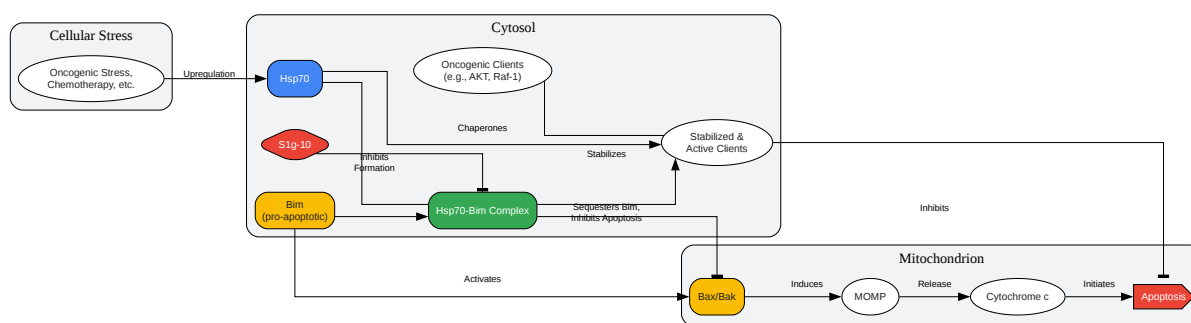 Cellular Stress
Oncogenic Stress,
Chemotherapy, etc.
Upregulation
Cytosol
Hsp70
Oncogenic Clients
(e.g., AKT, Raf-1)
Chaperones
Stabilizes
Stabilized &
Active Clients
S1g-10
Inhibits
Formation
Bim
(pro-apoptotic)
Hsp70-Bim Complex
Sequesters Bim,
Inhibits Apoptosis
Inhibits
Activates
Mitochondrion
Bax/Bak
Induces
MOMP
Release
Cytochrome c
Initiates
Apoptosis